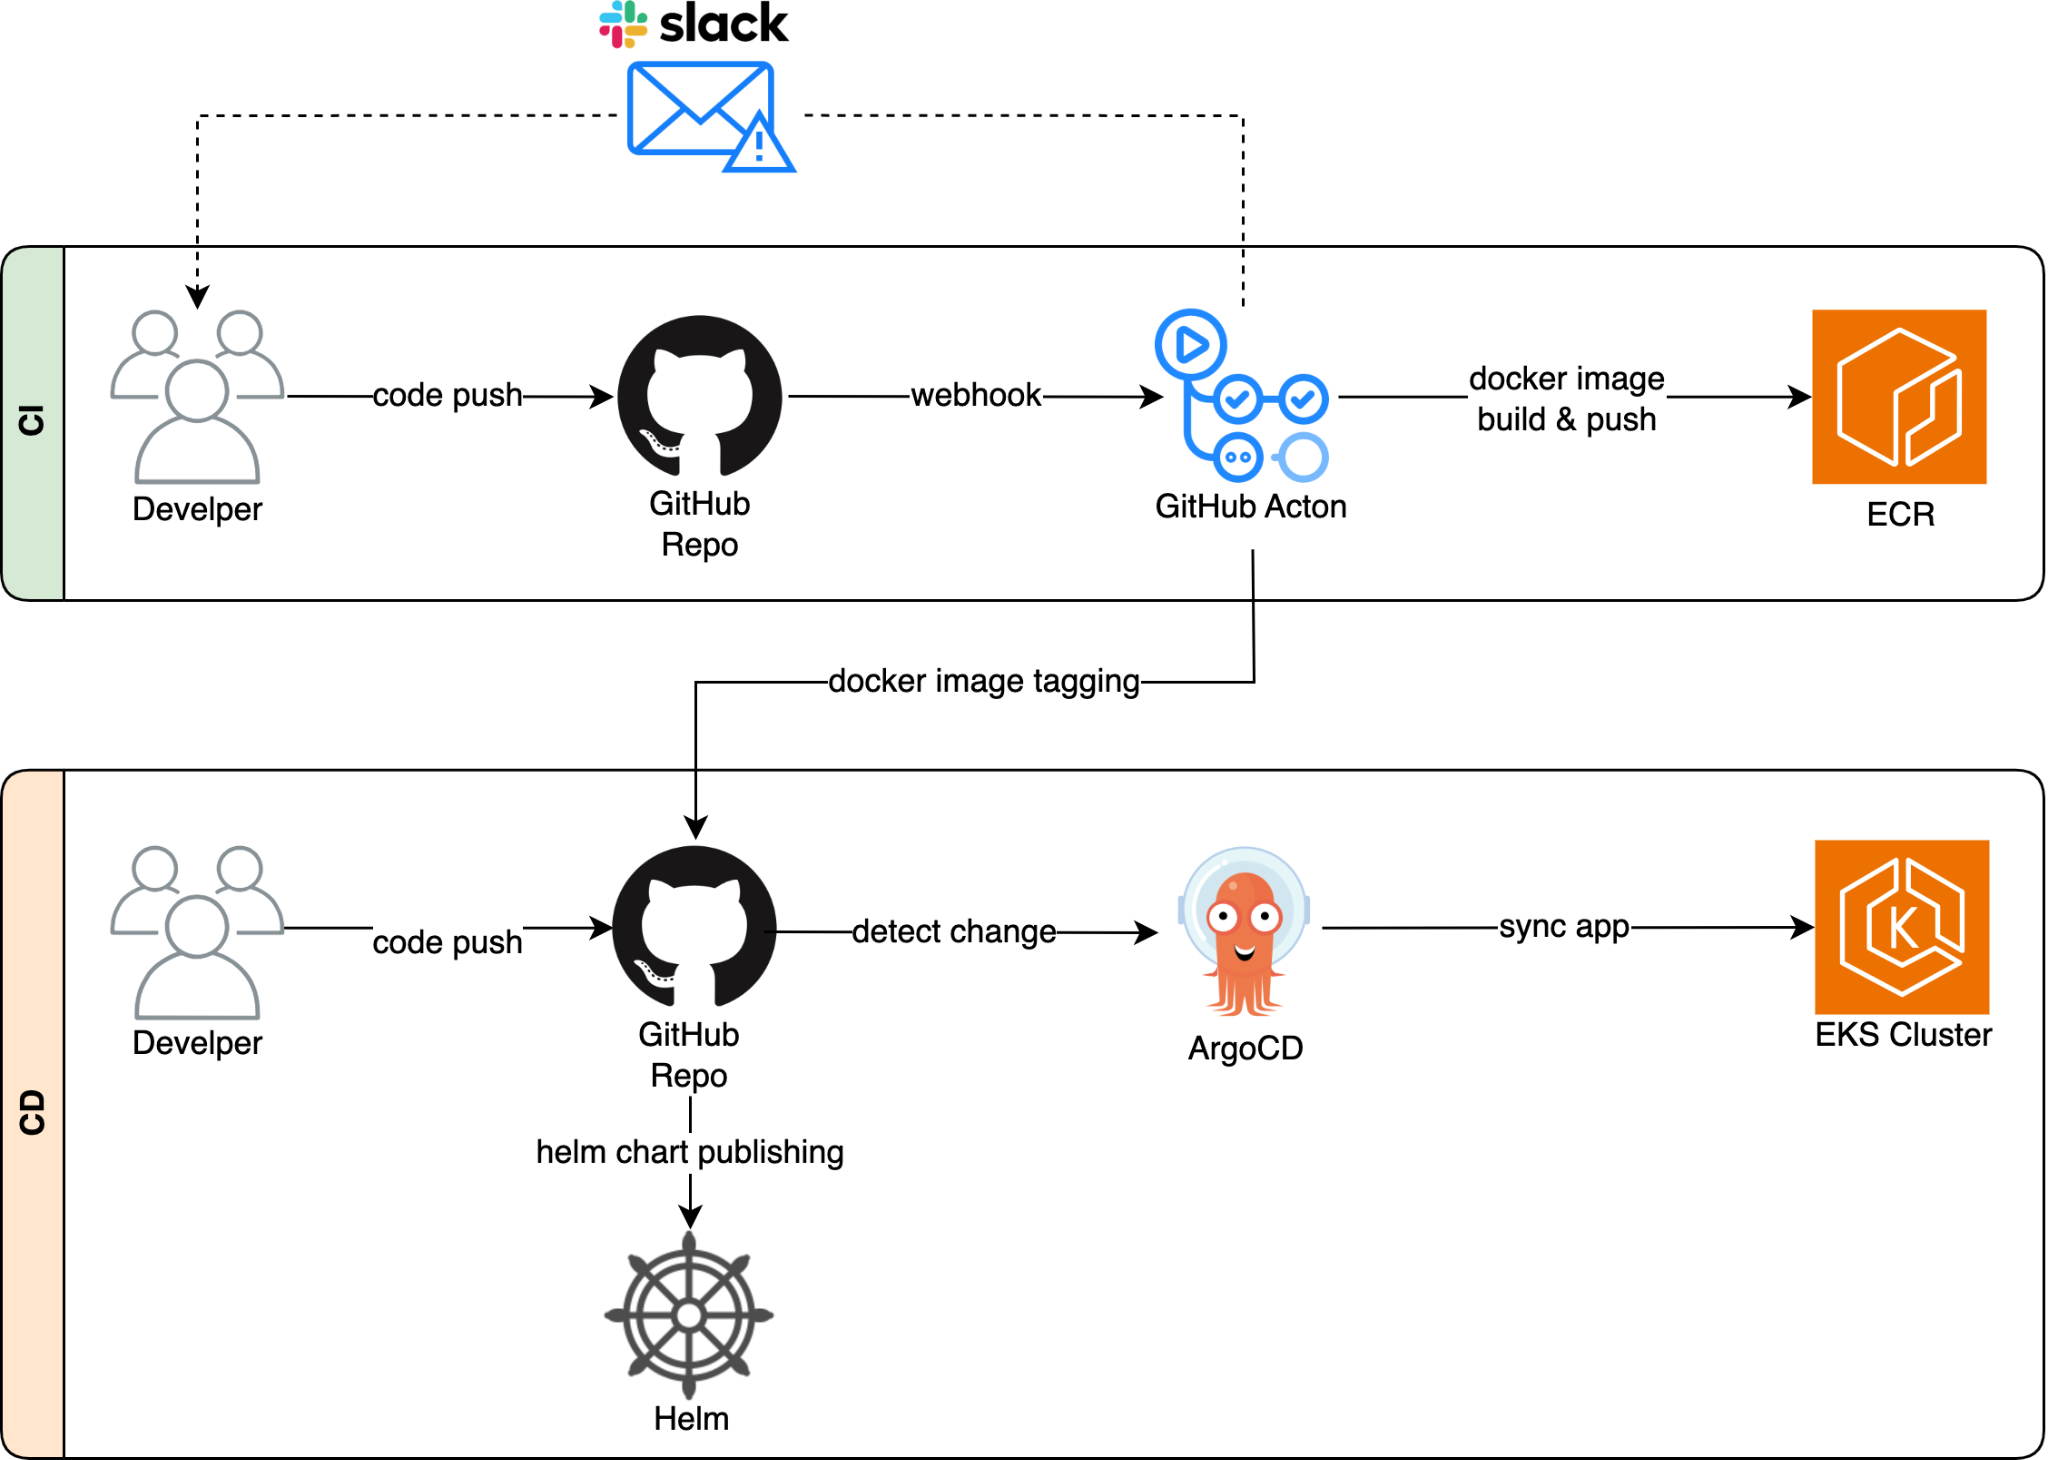 slack
CI
code push
webhook
docker image
build & push
Develper
GitHub
Repo
GitHub Acton
ECR
docker image tagging
CD
code push
detect change
sync app
Develper
GitHub
Repo
ArgoCD
EKS Cluster
helm chart publishing
Helm
K